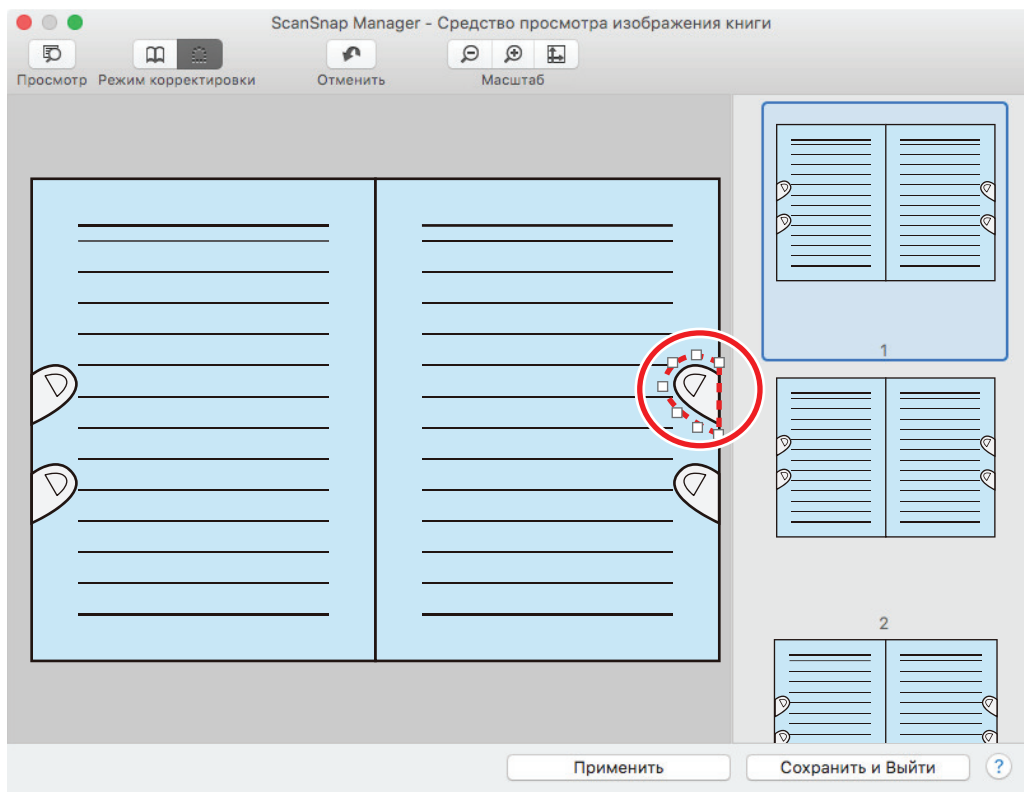 ScanSnap Manager - Средство просмотра изображения книги
Просмотр Режим корректировки Отменить Масштаб
1
2
Применить Сохранить и Выйти ?